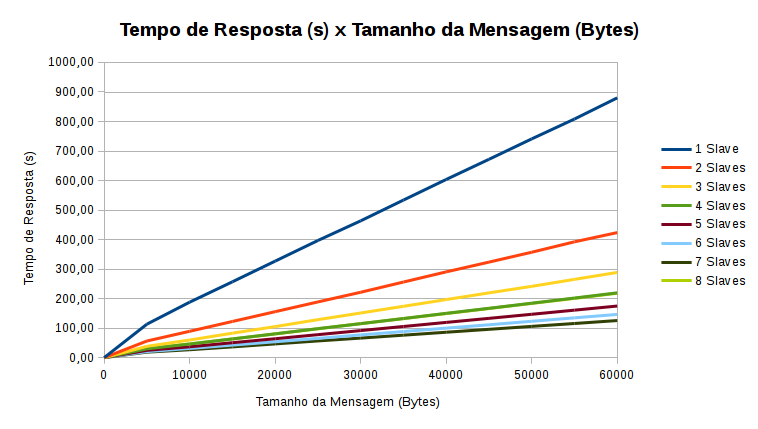 Tempo de Resposta (s) x Tamanho da Mensagem (Bytes)
1000,00
900,00
800,00
700,00
600,00
500,00
400,00
300,00
200,00
100,00
0,00
Tempo de Resposta (s)
0 10000 20000 30000 40000 50000 60000
Tamanho da Mensagem (Bytes)
1 Slave
2 Slaves
3 Slaves
4 Slaves
5 Slaves
6 Slaves
7 Slaves
8 Slaves